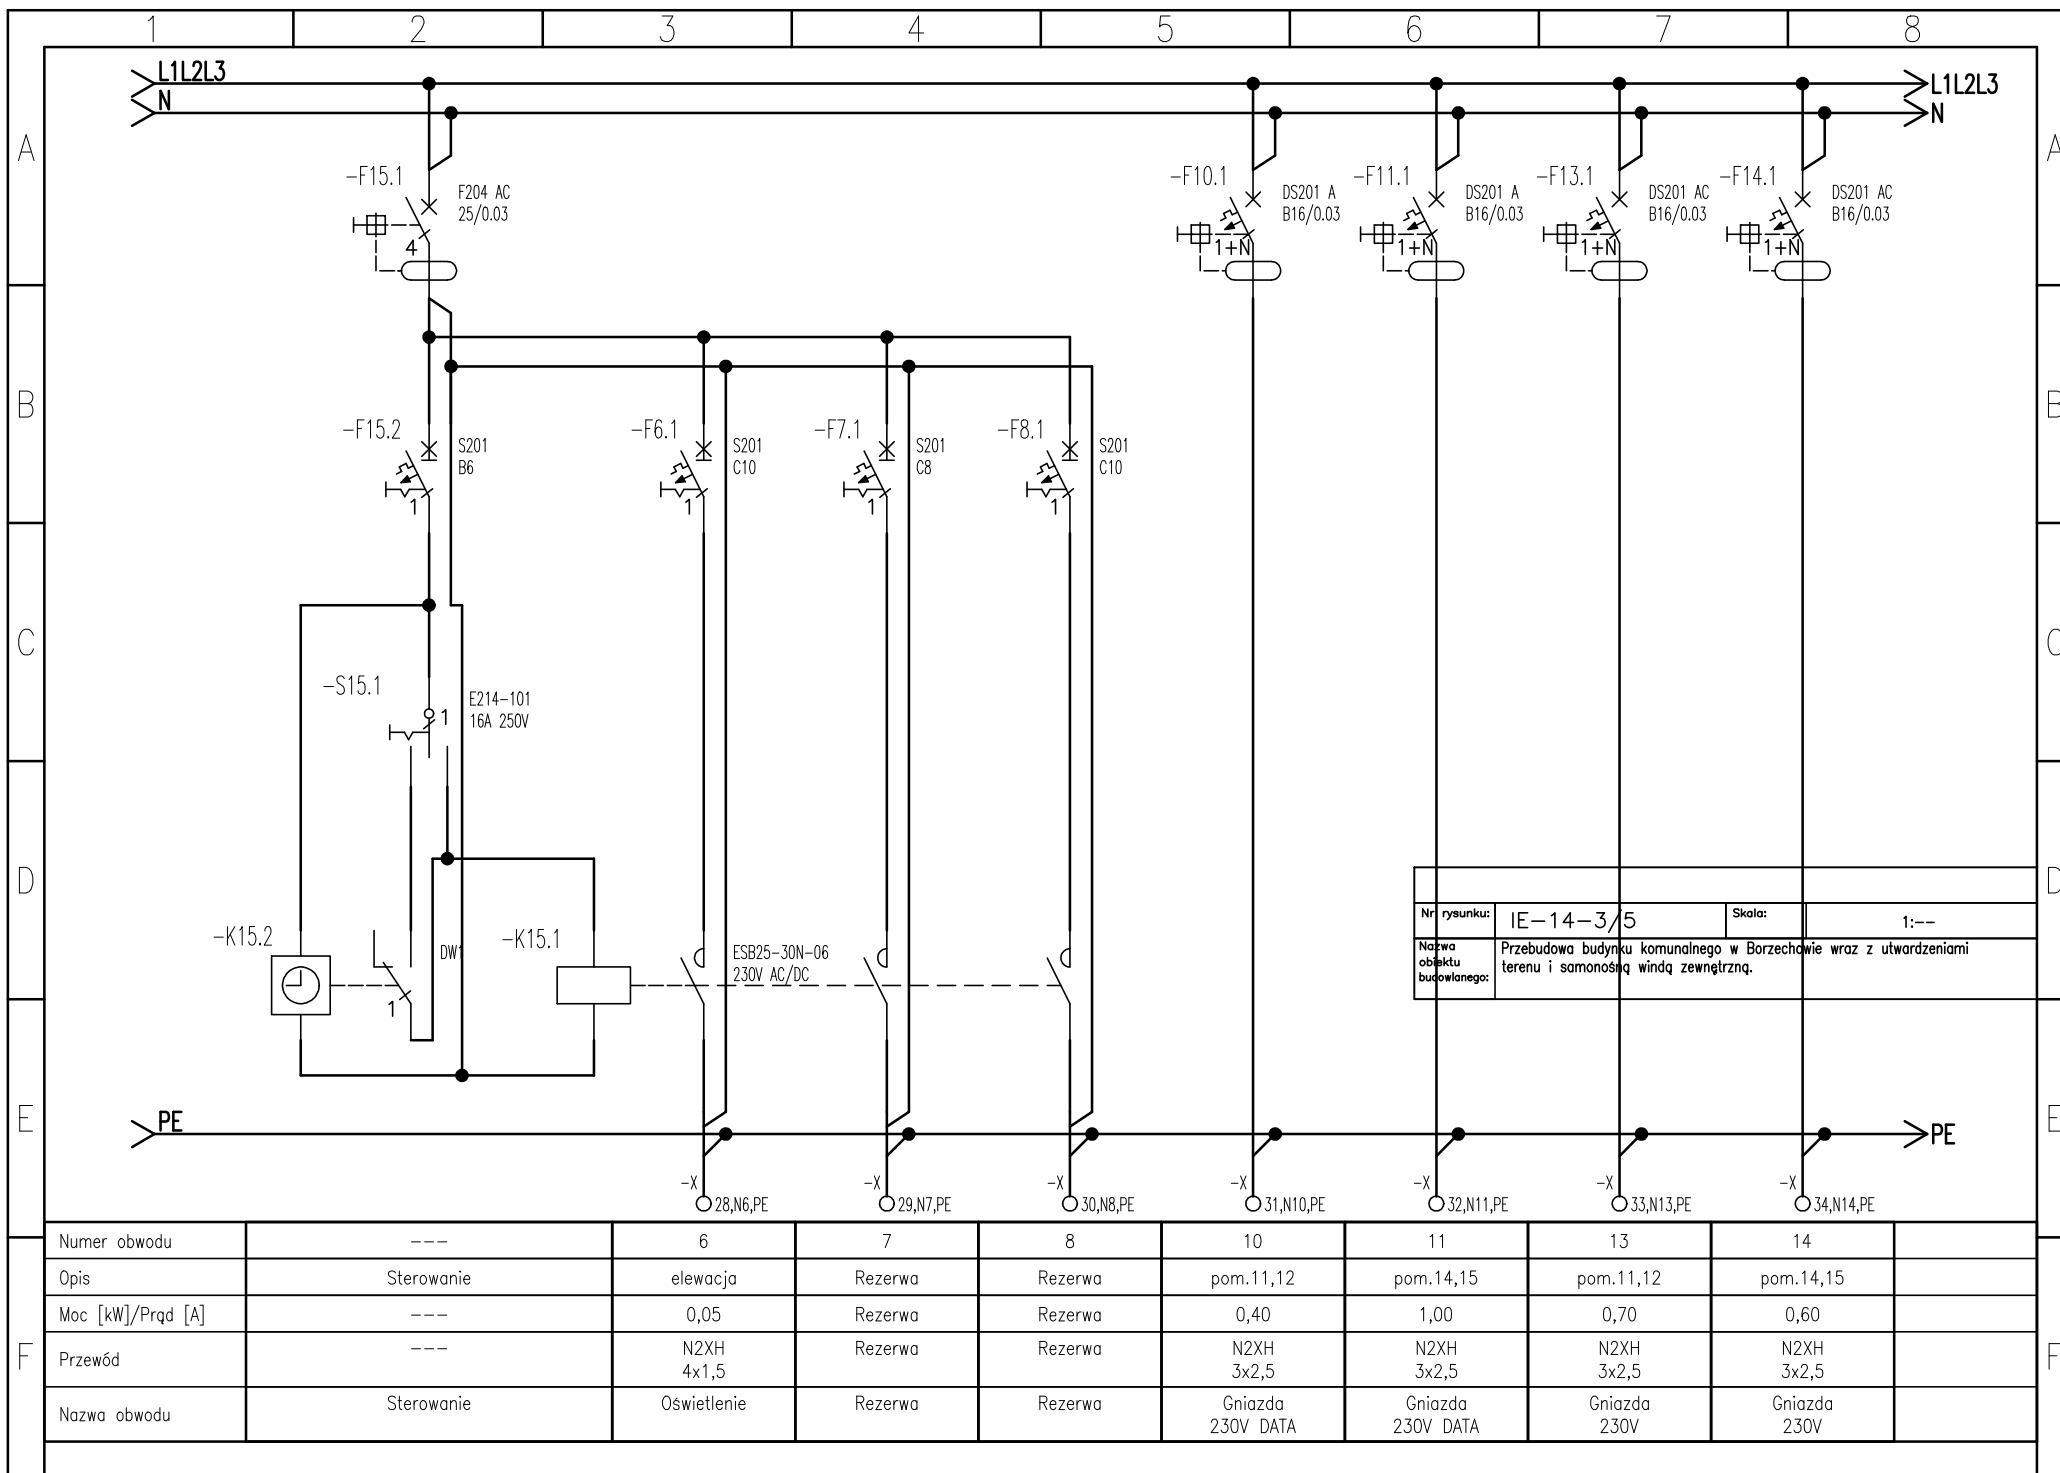 1 2 3 4 5 6 7 8
L1L2L3 L1L2L3
N N
A A
-F15.1 F204 AC
25/0.03
4
-F10.1 DS201 A
B16/0.03
1+N
-F11.1 DS201 A
B16/0.03
1+N
-F13.1 DS201 AC
B16/0.03
1+N
-F14.1 DS201 AC
B16/0.03
1+N
B B
-F15.2 S201
B6
1
-F6.1 S201
C10
1
-F7.1 S201
C8
1
-F8.1 S201
C10
1
C C
-S15.1 E214-101
16A 250V
1
D D
-K15.2 DW1
1
-K15.1 ESB25-30N-06
230V AC/DC
Nr rysunku: IE-14-3/5 Skala: 1:--
Nazwa
obiektu
budowlanego:
Przebudowa budynku komunalnego w Borzechowie wraz z utwardzeniami
terenu i samonośną windą zewnętrzną.
E E
PE PE
-X -X -X -X -X -X -X
28,N6,PE 29,N7,PE 30,N8,PE 31,N10,PE 32,N11,PE 33,N13,PE 34,N14,PE
F F
Numer obwodu --- 6 7 8 10 11 13 14
Opis Sterowanie elewacja Rezerwa Rezerwa pom.11,12 pom.14,15 pom.11,12 pom.14,15
Moc [kW]/Prąd [A] --- 0,05 Rezerwa Rezerwa 0,40 1,00 0,70 0,60
Przewód --- N2XH Rezerwa Rezerwa N2XH N2XH N2XH N2XH
4x1,5 3x2,5 3x2,5 3x2,5 3x2,5
Nazwa obwodu Sterowanie Oświetlenie Rezerwa Rezerwa Gniazda Gniazda Gniazda Gniazda
230V DATA 230V DATA 230V 230V